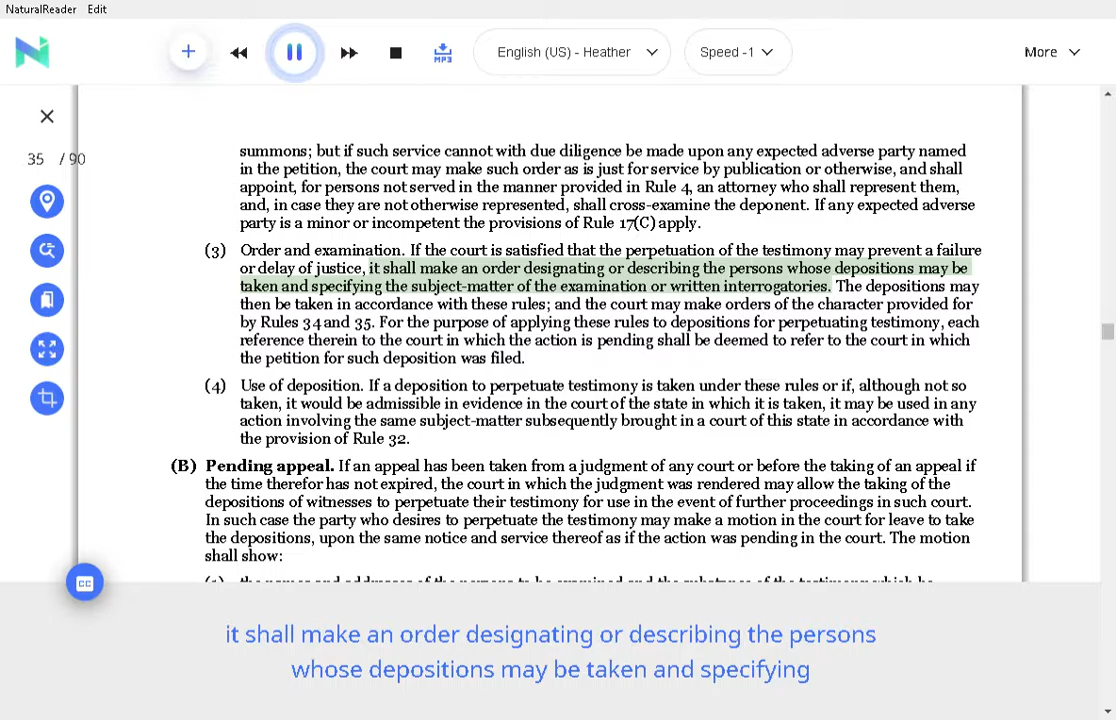 NaturalReader Edit
MP3
English (US) - Heather
Speed -1
More
35 / 90
summons; but if such service cannot with due diligence be made upon any expected adverse party named
in the petition, the court may make such order as is just for service by publication or otherwise, and shall
appoint, for persons not served in the manner provided in Rule 4, an attorney who shall represent them,
and, in case they are not otherwise represented, shall cross-examine the deponent. If any expected adverse
party is a minor or incompetent the provisions of Rule 17(C) apply.
(3) Order and examination. If the court is satisfied that the perpetuation of the testimony may prevent a failure
or delay of justice, it shall make an order designating or describing the persons whose depositions may be
taken and specifying the subject-matter of the examination or written interrogatories. The depositions may
then be taken in accordance with these rules; and the court may make orders of the character provided for
by Rules 34 and 35. For the purpose of applying these rules to depositions for perpetuating testimony, each
reference therein to the court in which the action is pending shall be deemed to refer to the court in which
the petition for such deposition was filed.
(4) Use of deposition. If a deposition to perpetuate testimony is taken under these rules or if, although not so
taken, it would be admissible in evidence in the court of the state in which it is taken, it may be used in any
action involving the same subject-matter subsequently brought in a court of this state in accordance with
the provision of Rule 32.
(B) Pending appeal. If an appeal has been taken from a judgment of any court or before the taking of an appeal if
the time therefor has not expired, the court in which the judgment was rendered may allow the taking of the
depositions of witnesses to perpetuate their testimony for use in the event of further proceedings in such court.
In such case the party who desires to perpetuate the testimony may make a motion in the court for leave to take
the depositions, upon the same notice and service thereof as if the action was pending in the court. The motion
shall show:
(1) the names and addresses of the persons to be examined and the substance of the testimony which he
CC
it shall make an order designating or describing the persons
whose depositions may be taken and specifying